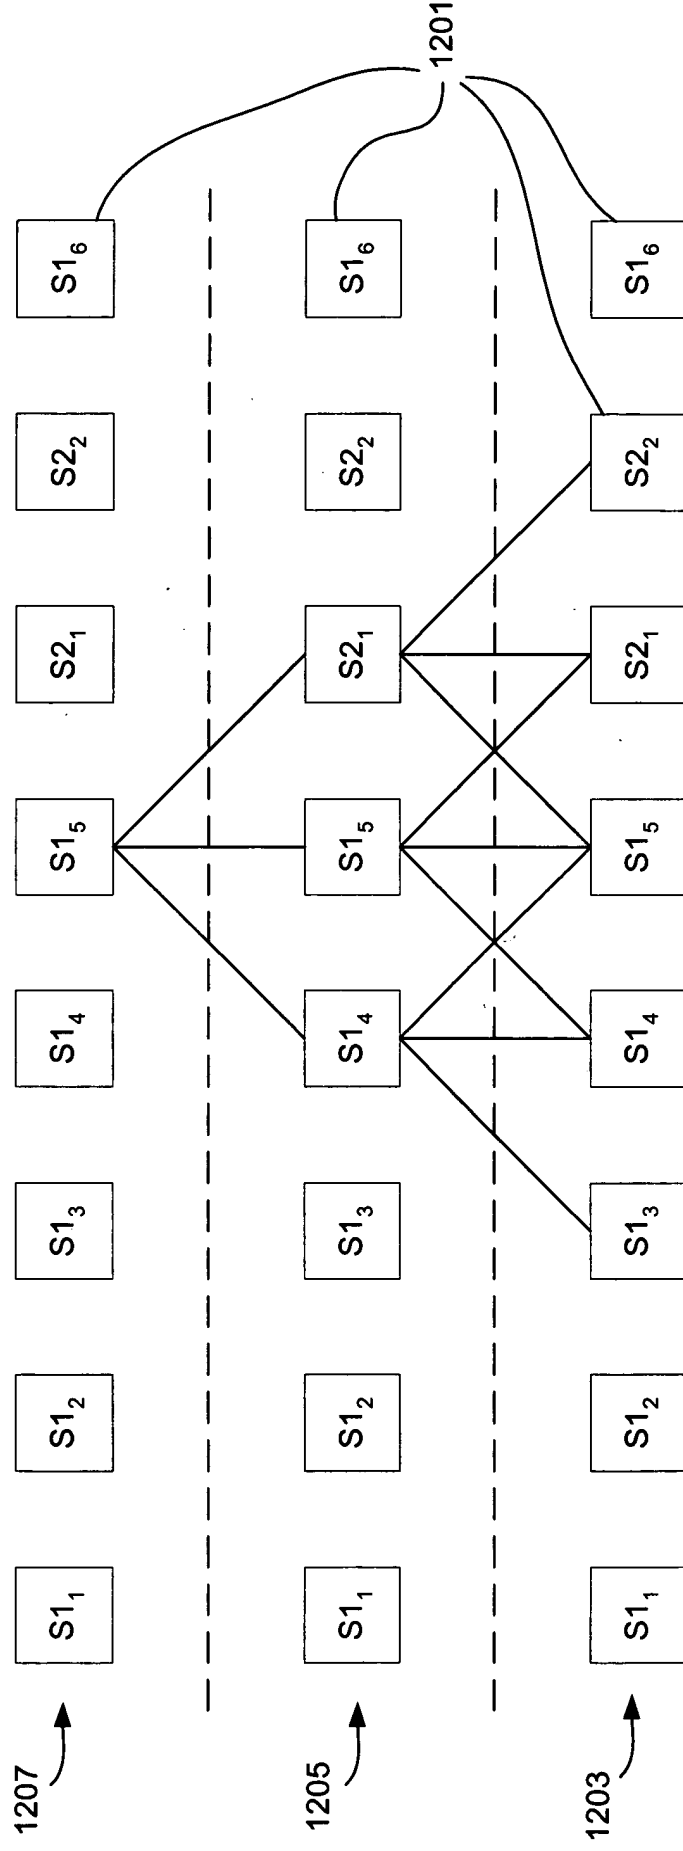 1201
S1₆
S1₆
S1₆
S2₂
S2₂
S2₂
S2₁
S2₁
S2₁
S1₅
S1₅
S1₅
S1₄
S1₄
S1₄
S1₃
S1₃
S1₃
S1₂
S1₂
S1₂
S1₁
S1₁
S1₁
1207
1205
1203